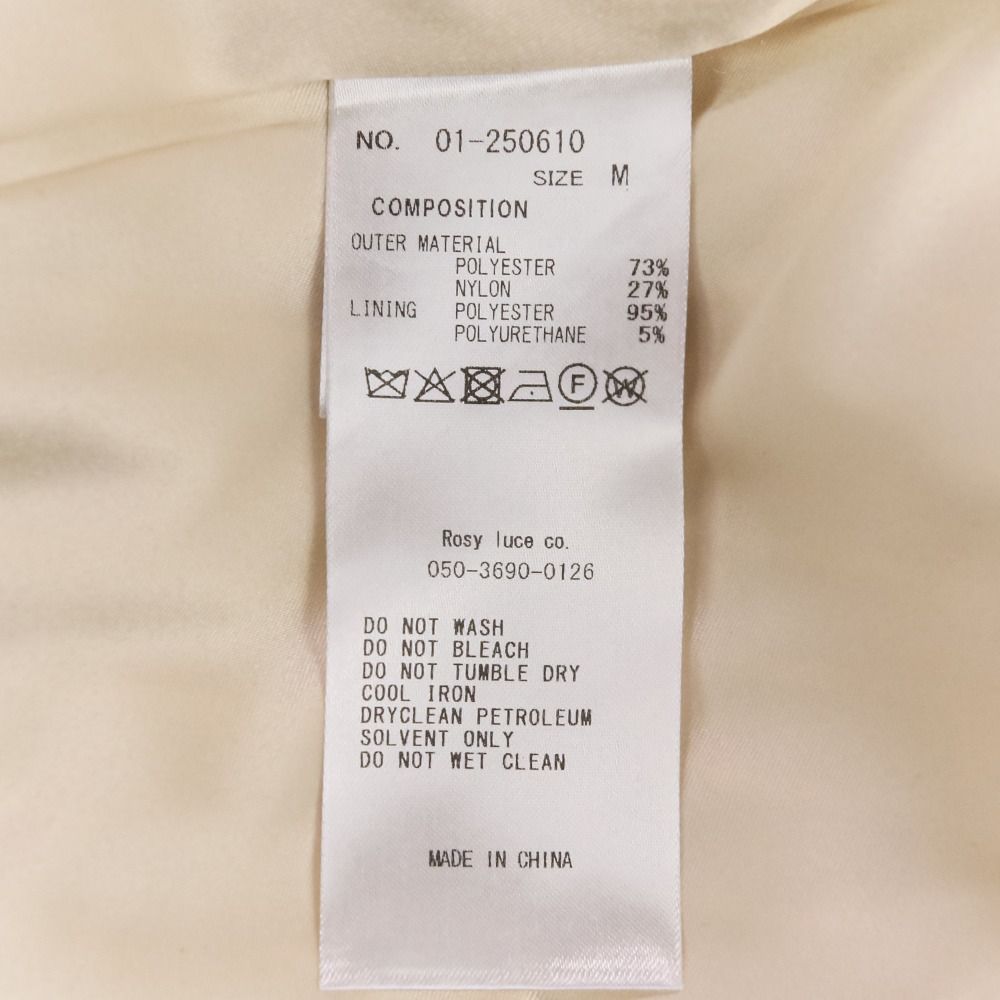 NO. 01-250610
SIZE M
COMPOSITION
OUTER MATERIAL
POLYESTER 73%
NYLON 27%
LINING POLYESTER 95%
POLYURETHANE 5%
F W
Rosy luce co.
050-3690-0126
DO NOT WASH
DO NOT BLEACH
DO NOT TUMBLE DRY
COOL IRON
DRYCLEAN PETROLEUM
SOLVENT ONLY
DO NOT WET CLEAN
MADE IN CHINA